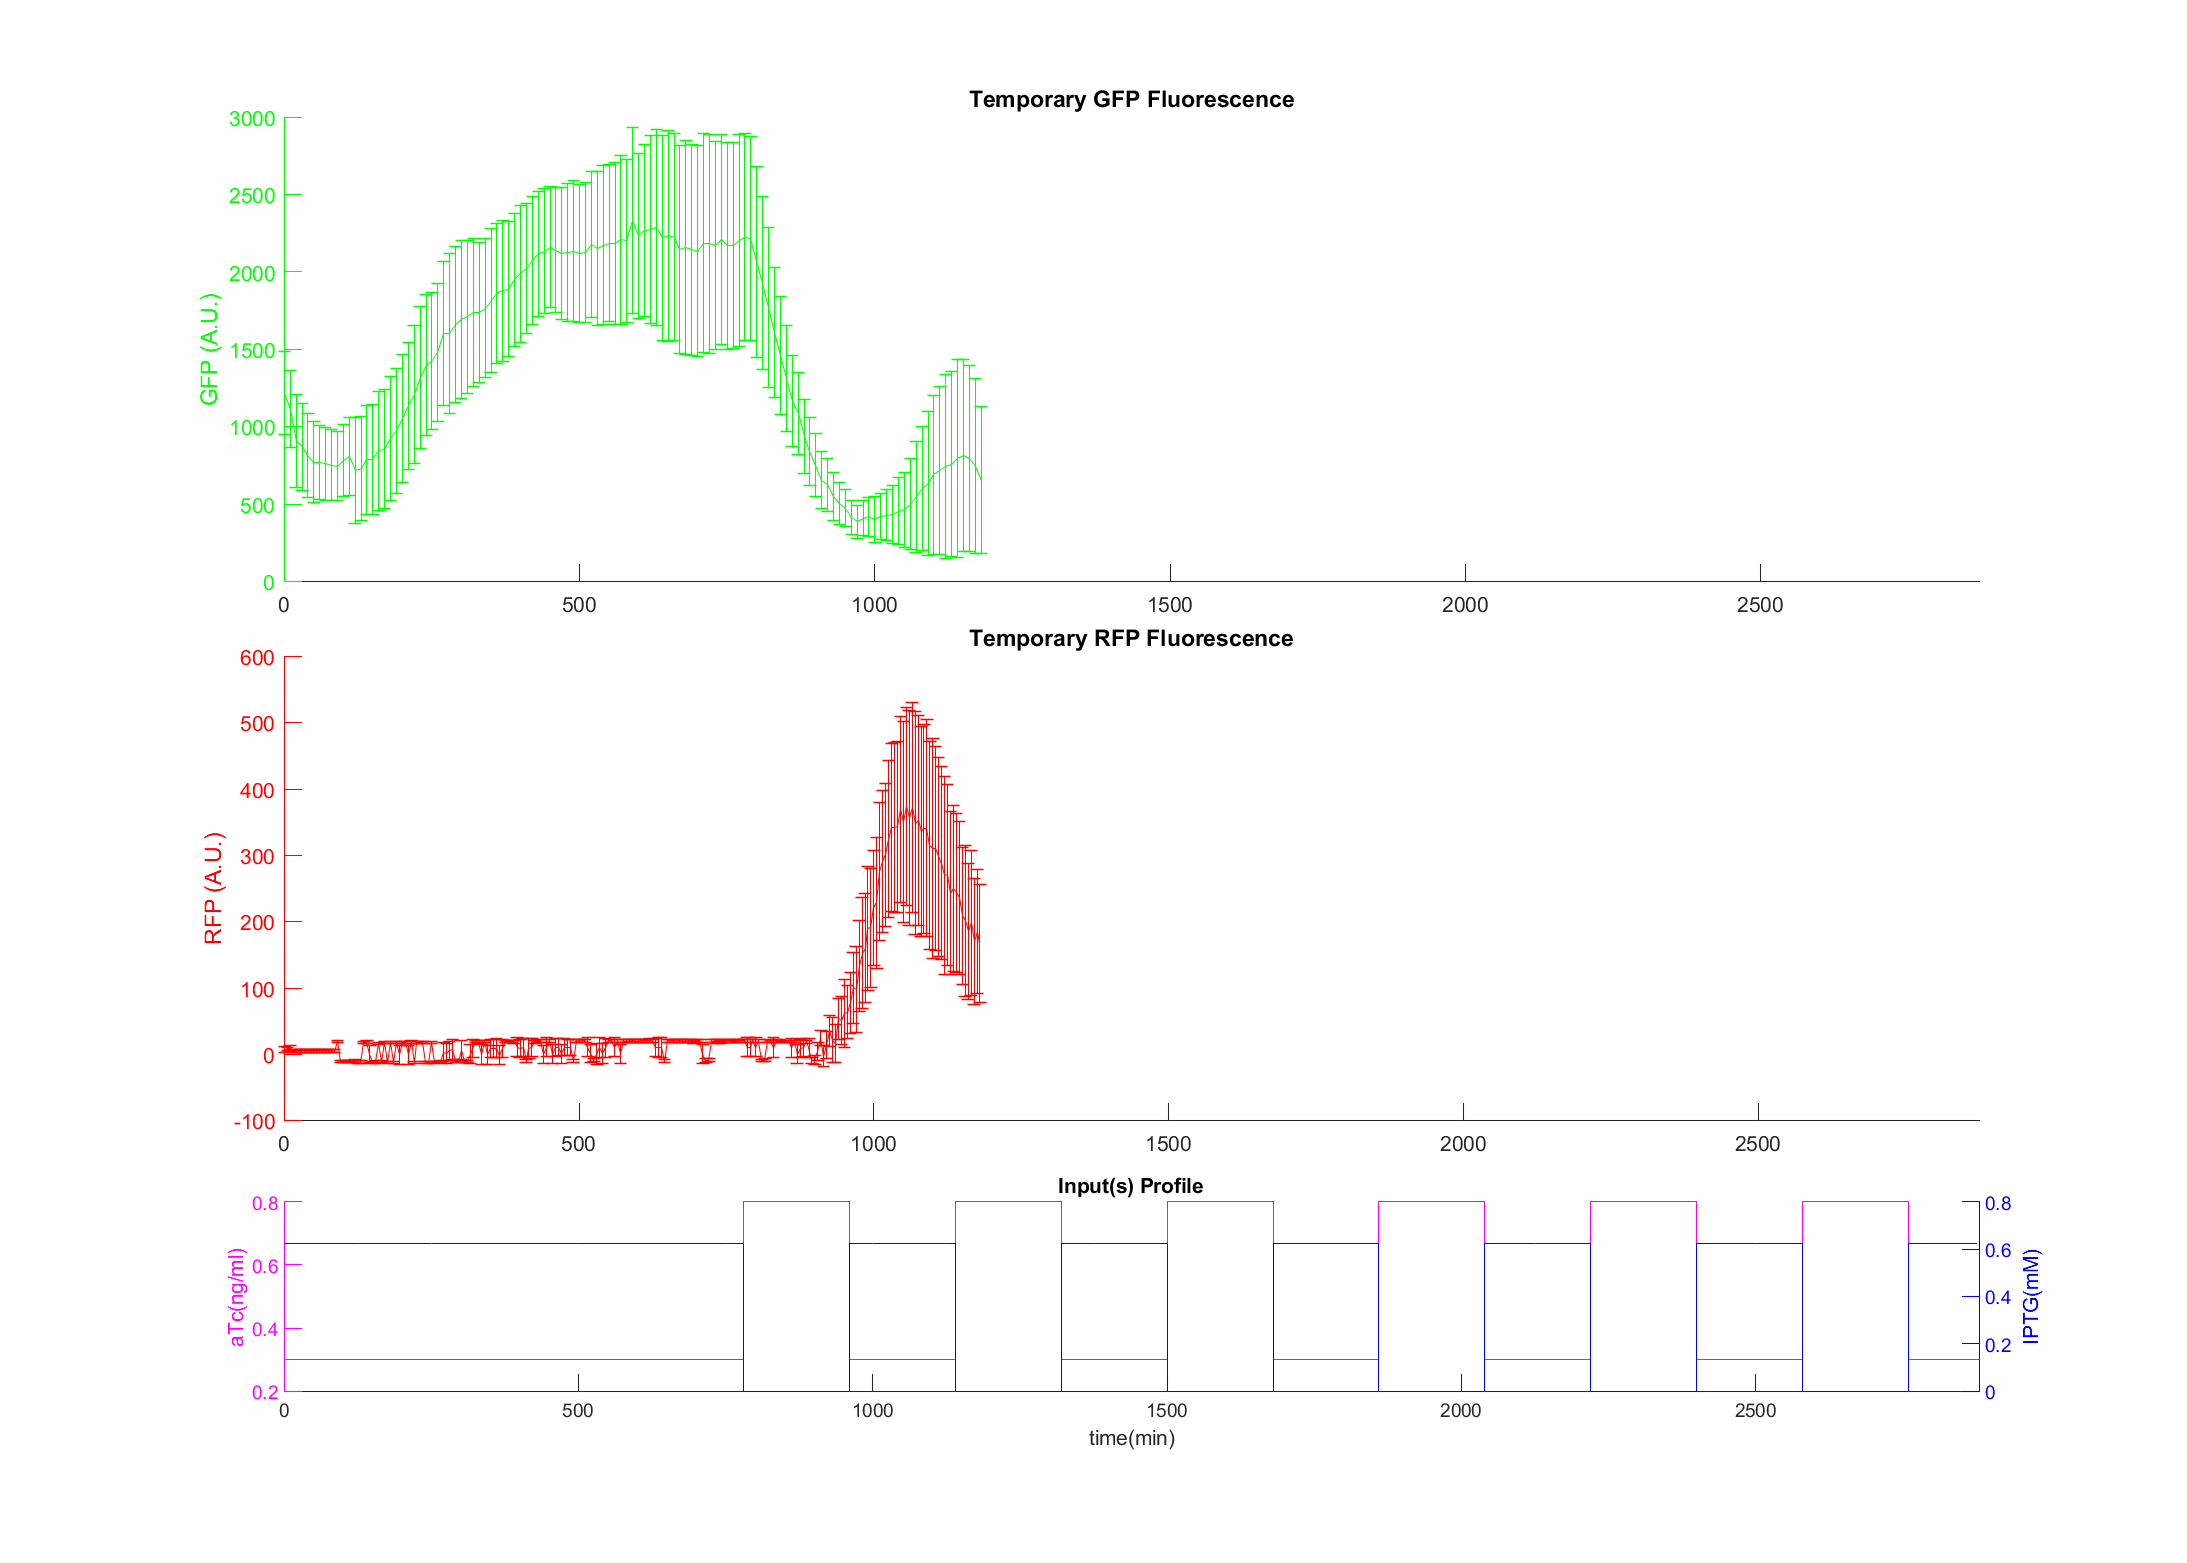 Temporary GFP Fluorescence
3000
2500
2000
1500
1000
500
0
GFP (A.U.)
0 500 1000 1500 2000 2500
Temporary RFP Fluorescence
600
500
400
300
200
100
0
-100
RFP (A.U.)
0 500 1000 1500 2000 2500
Input(s) Profile
0.8
0.6
0.4
0.2
aTc(ng/ml)
0.8
0.6
0.4
0.2
0
IPTG(mM)
0 500 1000 1500 2000 2500
time(min)